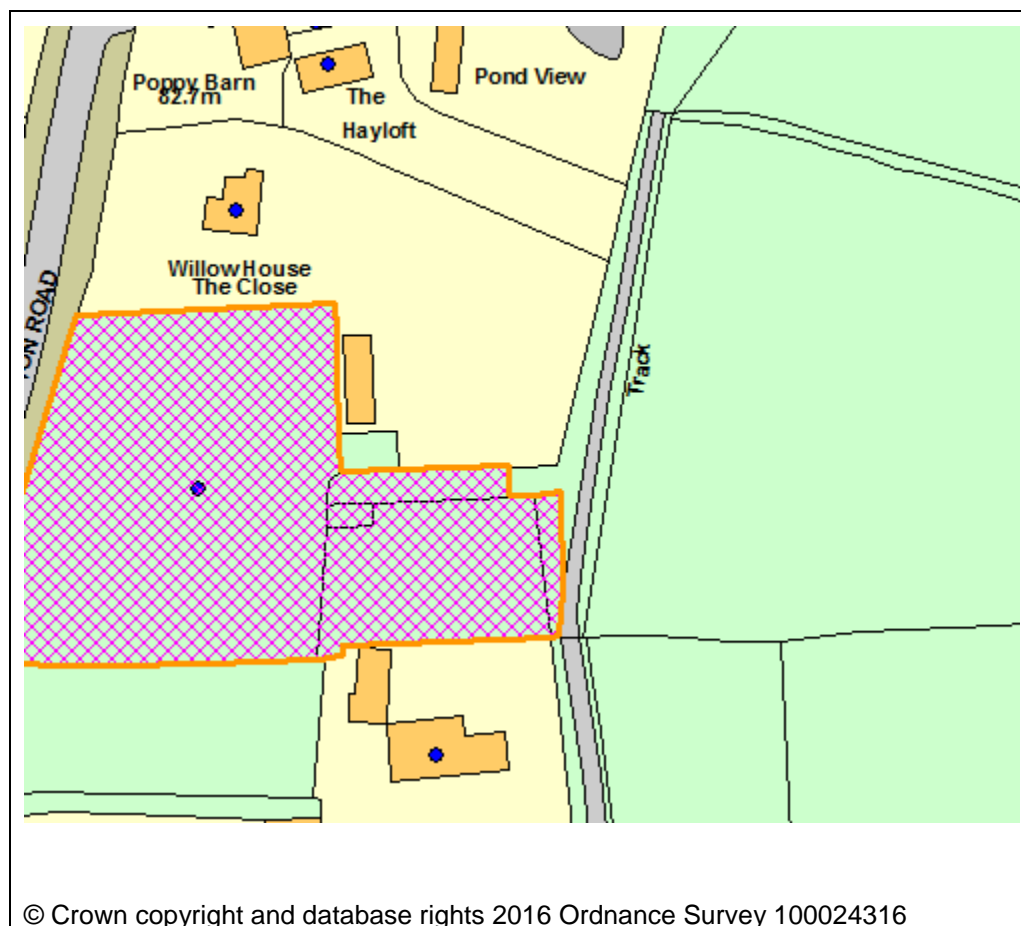 Poppy Barn
82.7m
The
Hayloft
Pond View
Willow House
The Close
ON ROAD
Track
© Crown copyright and database rights 2016 Ordnance Survey 100024316